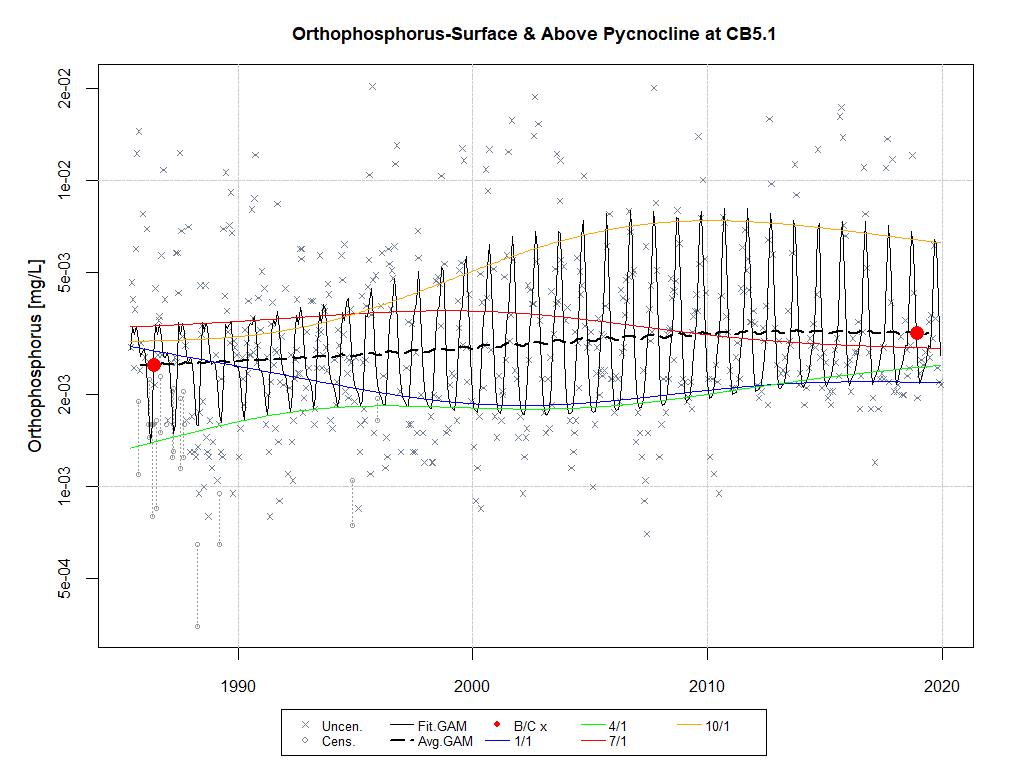 Orthophosphorus-Surface & Above Pycnocline at CB5.1
Orthophosphorus [mg/L]
2e-02
1e-02
5e-03
2e-03
1e-03
5e-04
1990 2000 2010 2020
Uncen. Fit.GAM B/C x 4/1 10/1
Cens. Avg.GAM 1/1 7/1